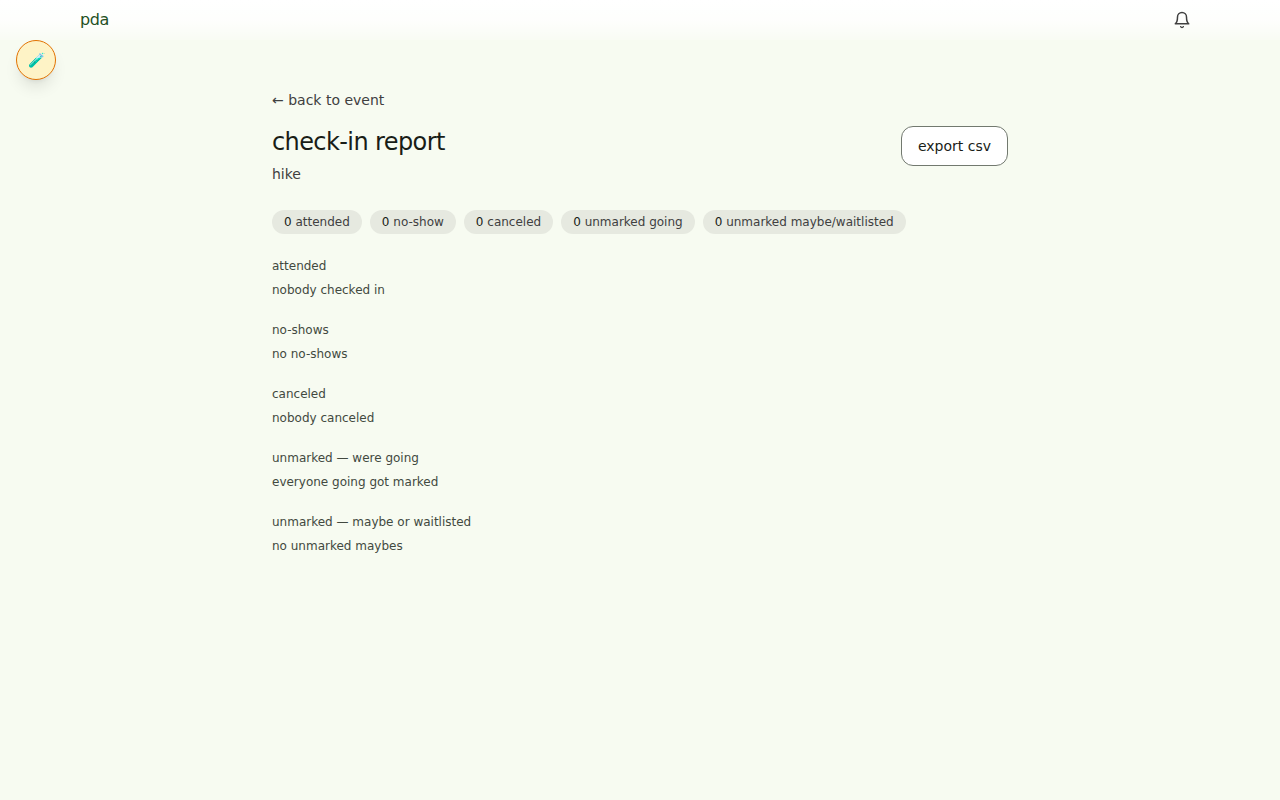 pda
← back to event
check-in report
export csv
hike
0 attended
0 no-show
0 canceled
0 unmarked going
0 unmarked maybe/waitlisted
attended
nobody checked in
no-shows
no no-shows
canceled
nobody canceled
unmarked — were going
everyone going got marked
unmarked — maybe or waitlisted
no unmarked maybes